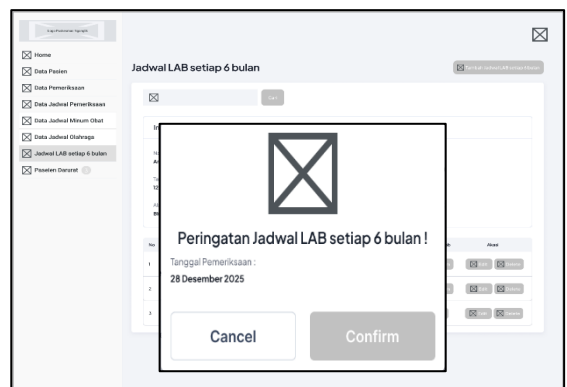 Home
Data Pasien
Data Pemeriksaan
Data Jadwal Pemeriksaan
Data Jadwal Minum Obat
Data Jadwal Olahraga
Jadwal LAB setiap 6 bulan
Pasien Darurat
Jadwal LAB setiap 6 bulan
Cari
No
Aksi
1
2
3
Peringatan Jadwal LAB setiap 6 bulan !
Tanggal Pemeriksaan :
28 Desember 2025
Cancel
Confirm